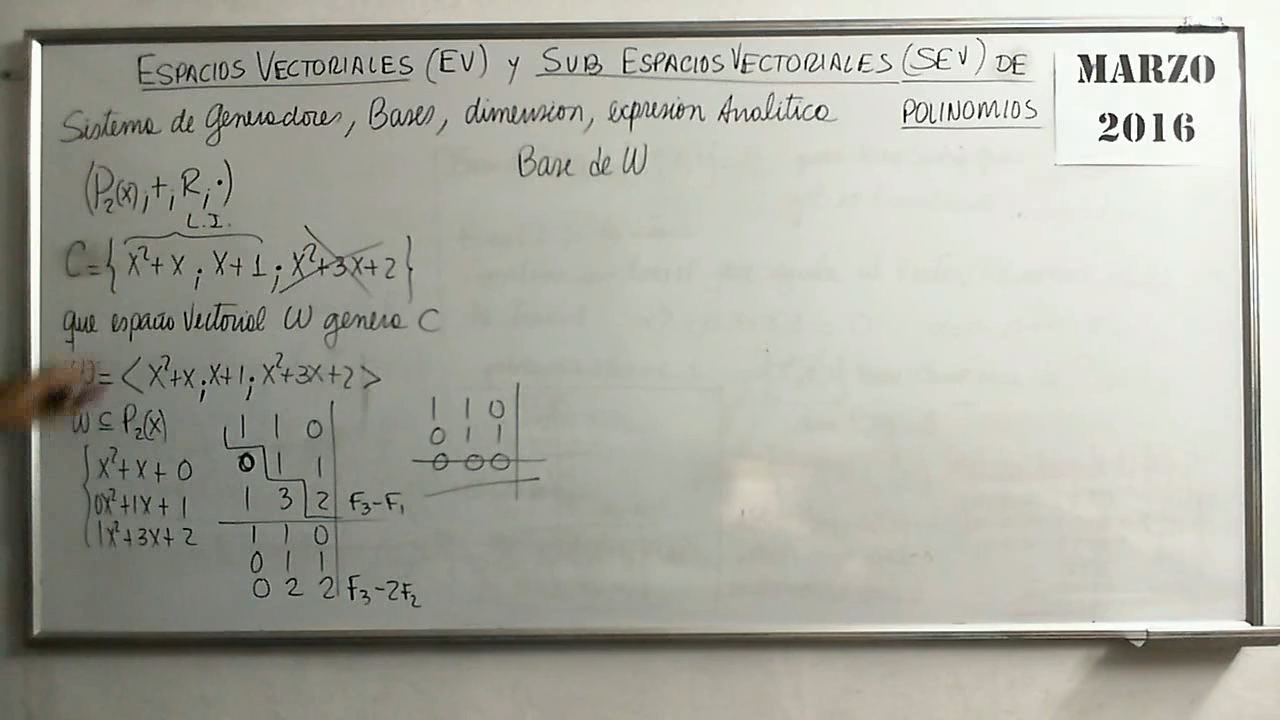 ESPACIOS VECTORIALES (EV) y SUB ESPACIOS VECTORIALES (SEV) DE
POLINOMIOS
MARZO
2016
Sistema de Generadores, Bases, dimension, expresion Analitica
Base de W
(P₂(x),+,R,·)
L.I.
C={x²+x ; x+1 ; x²+3x+2}
que espacio Vectorial W genera C
W=<x²+x;x+1;x²+3x+2>
W⊆P₂(x)
x²+x+0
0x²+1x+1
1x²+3x+2
1 1 0
0 1 1
1 3 2 F₃-F₁
1 1 0
0 1 1
0 2 2 F₃-2F₂
1 1 0
0 1 1
0 0 0